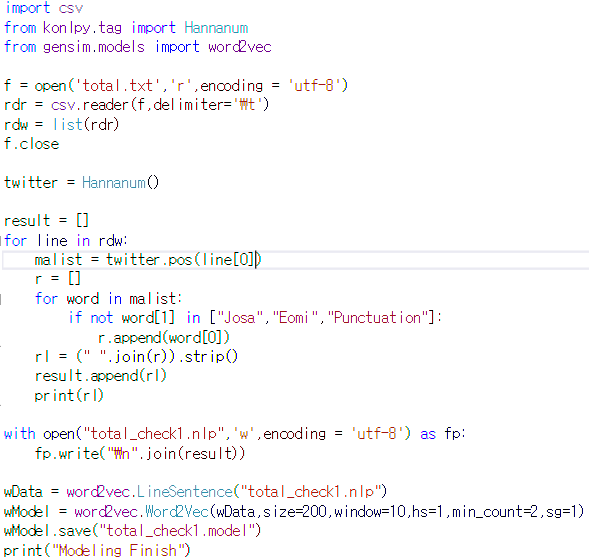 import csv
from konlpy.tag import Hannanum
from gensim.models import word2vec

f = open('total.txt','r',encoding = 'utf-8')
rdr = csv.reader(f,delimiter='₩t')
rdw = list(rdr)
f.close

twitter = Hannanum()

result = []
for line in rdw:
    malist = twitter.pos(line[0])
    r = []
    for word in malist:
        if not word[1] in ["Josa","Eomi","Punctuation"]:
            r.append(word[0])
    rl = (" ".join(r)).strip()
    result.append(rl)
    print(rl)

with open("total_check1.nlp",'w',encoding = 'utf-8') as fp:
    fp.write("₩n".join(result))

wData = word2vec.LineSentence("total_check1.nlp")
wModel = word2vec.Word2Vec(wData,size=200,window=10,hs=1,min_count=2,sg=1)
wModel.save("total_check1.model")
print("Modeling Finish")